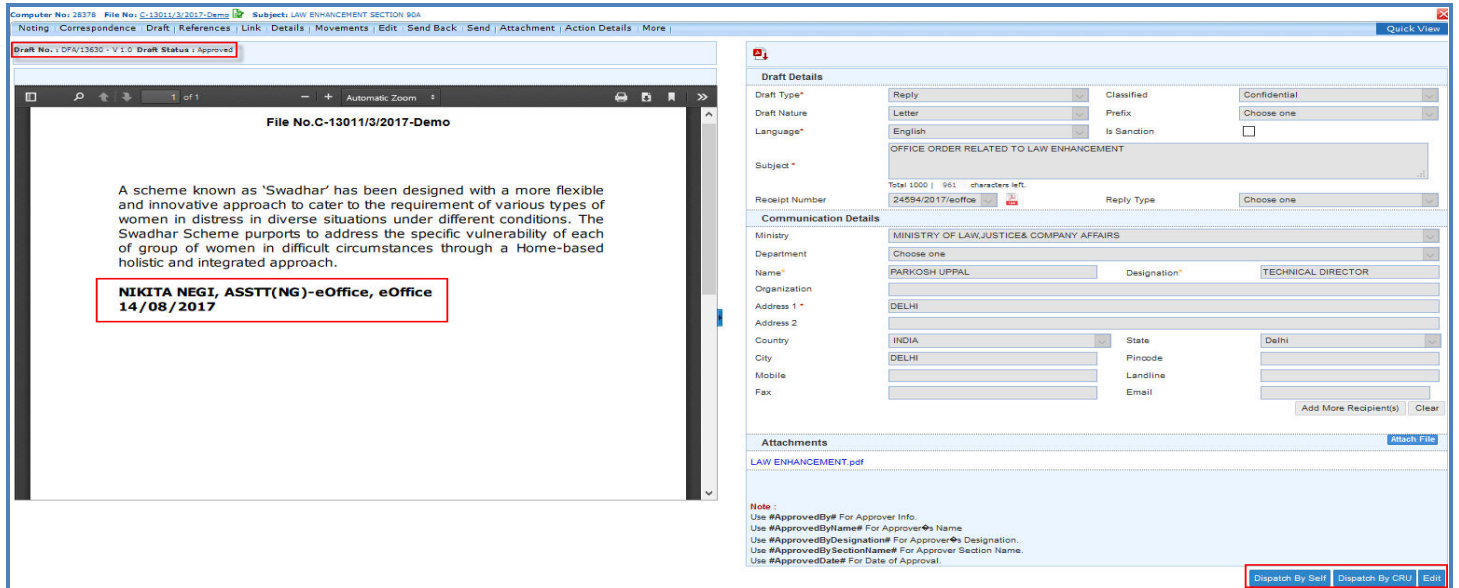 Computer No: 28378 File No: C-13011/3/2017-Demo Subject: LAW ENHANCEMENT SECTION 90A
Noting | Correspondence | Draft | References | Link | Details | Movements | Edit | Send Back | Send | Attachment | Action Details | More | Quick View
Draft No. : DFA/13630 - V 1.0 Draft Status : Approved
1 of 1 Automatic Zoom
File No.C-13011/3/2017-Demo
A scheme known as ‘Swadhar’ has been designed with a more flexible
and innovative approach to cater to the requirement of various types of
women in distress in diverse situations under different conditions. The
Swadhar Scheme purports to address the specific vulnerability of each
of group of women in difficult circumstances through a Home-based
holistic and integrated approach.
NIKITA NEGI, ASSTT(NG)-eOffice, eOffice
14/08/2017
Draft Details
Draft Type* Reply Classified Confidential
Draft Nature Letter Prefix Choose one
Language* English Is Sanction
Subject * OFFICE ORDER RELATED TO LAW ENHANCEMENT
Total 1000 | 961 characters left.
Receipt Number 24594/2017/eoffce Reply Type Choose one
Communication Details
Ministry MINISTRY OF LAW,JUSTICE& COMPANY AFFAIRS
Department Choose one
Name* PARKOSH UPPAL Designation* TECHNICAL DIRECTOR
Organization
Address 1 * DELHI
Address 2
Country INDIA State Delhi
City DELHI Pincode
Mobile Landline
Fax Email
Add More Recipient(s) Clear
Attachments Attach File
LAW ENHANCEMENT.pdf
Note :
Use #ApprovedBy# For Approver Info.
Use #ApprovedByName# For Approver�s Name
Use #ApprovedByDesignation# For Approver�s Designation.
Use #ApprovedBySectionName# For Approver Section Name.
Use #ApprovedDate# For Date of Approval.
Dispatch By Self Dispatch By CRU Edit